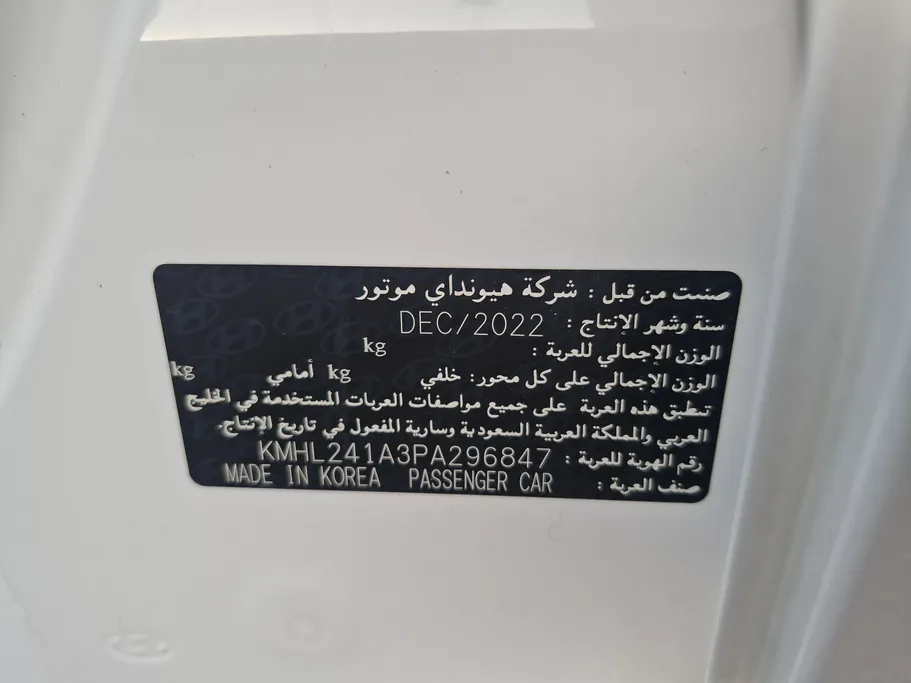 صنعت من قبل : شركة هيونداي موتور
سنة وشهر الإنتاج : DEC/2022
الوزن الإجمالي للعربة : kg
الوزن الإجمالي على كل محور: خلفي kg أمامي kg
تنطبق هذه العربة على جميع مواصفات العربات المستخدمة في الخليج
العربي والمملكة العربية السعودية وسارية المفعول في تاريخ الإنتاج.
رقم الهوية للعربة : KMHL241A3PA296847
صنف العربة : MADE IN KOREA PASSENGER CAR